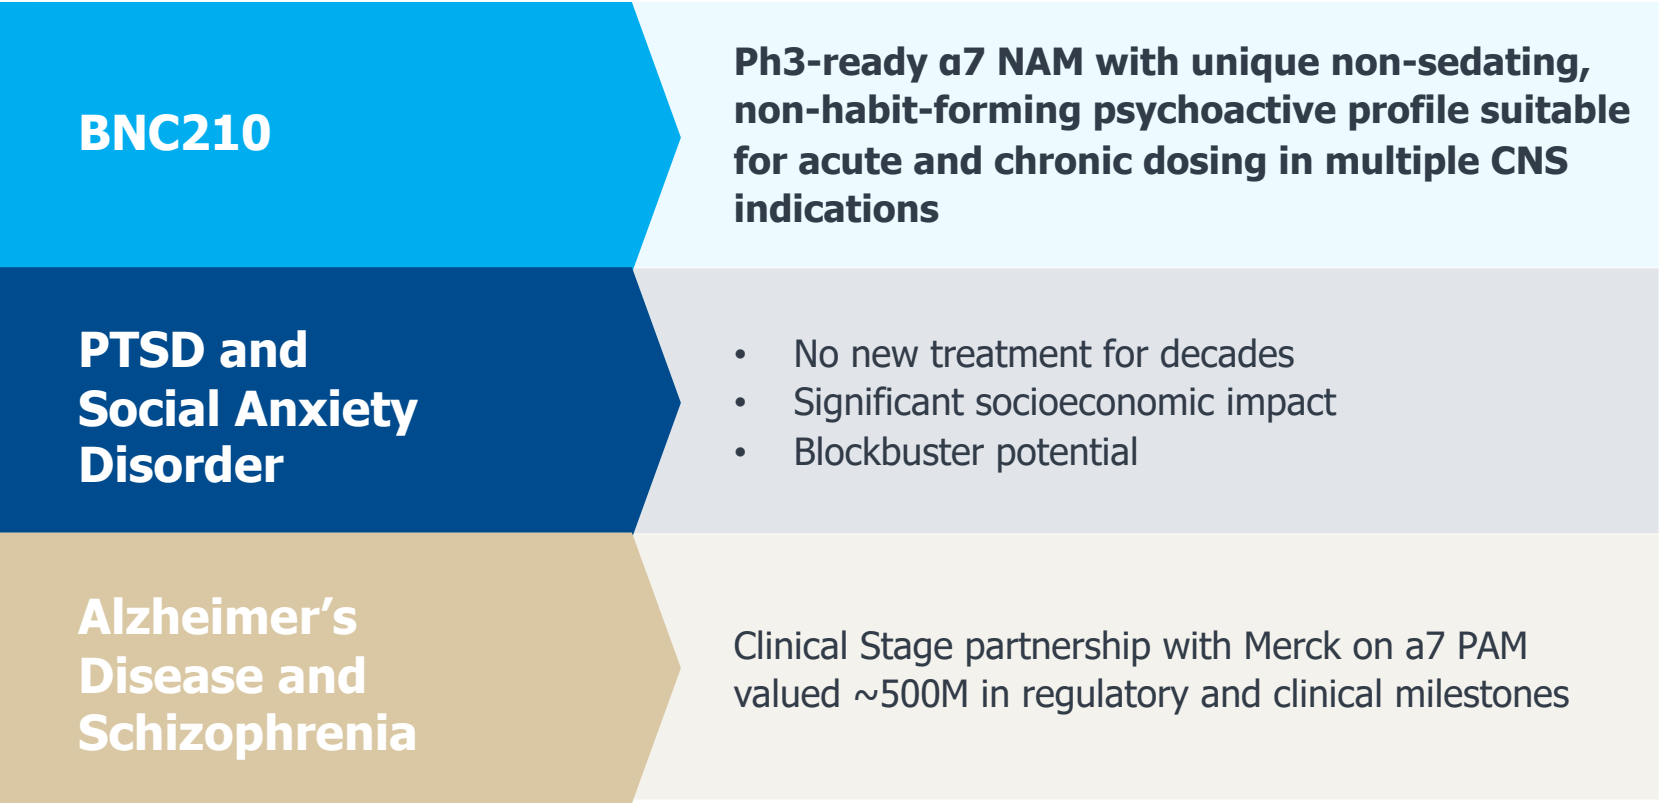 BNC210
Ph3-ready α7 NAM with unique non-sedating,
non-habit-forming psychoactive profile suitable
for acute and chronic dosing in multiple CNS
indications
PTSD and
Social Anxiety
Disorder
• No new treatment for decades
• Significant socioeconomic impact
• Blockbuster potential
Alzheimer’s
Disease and
Schizophrenia
Clinical Stage partnership with Merck on a7 PAM
valued ~500M in regulatory and clinical milestones